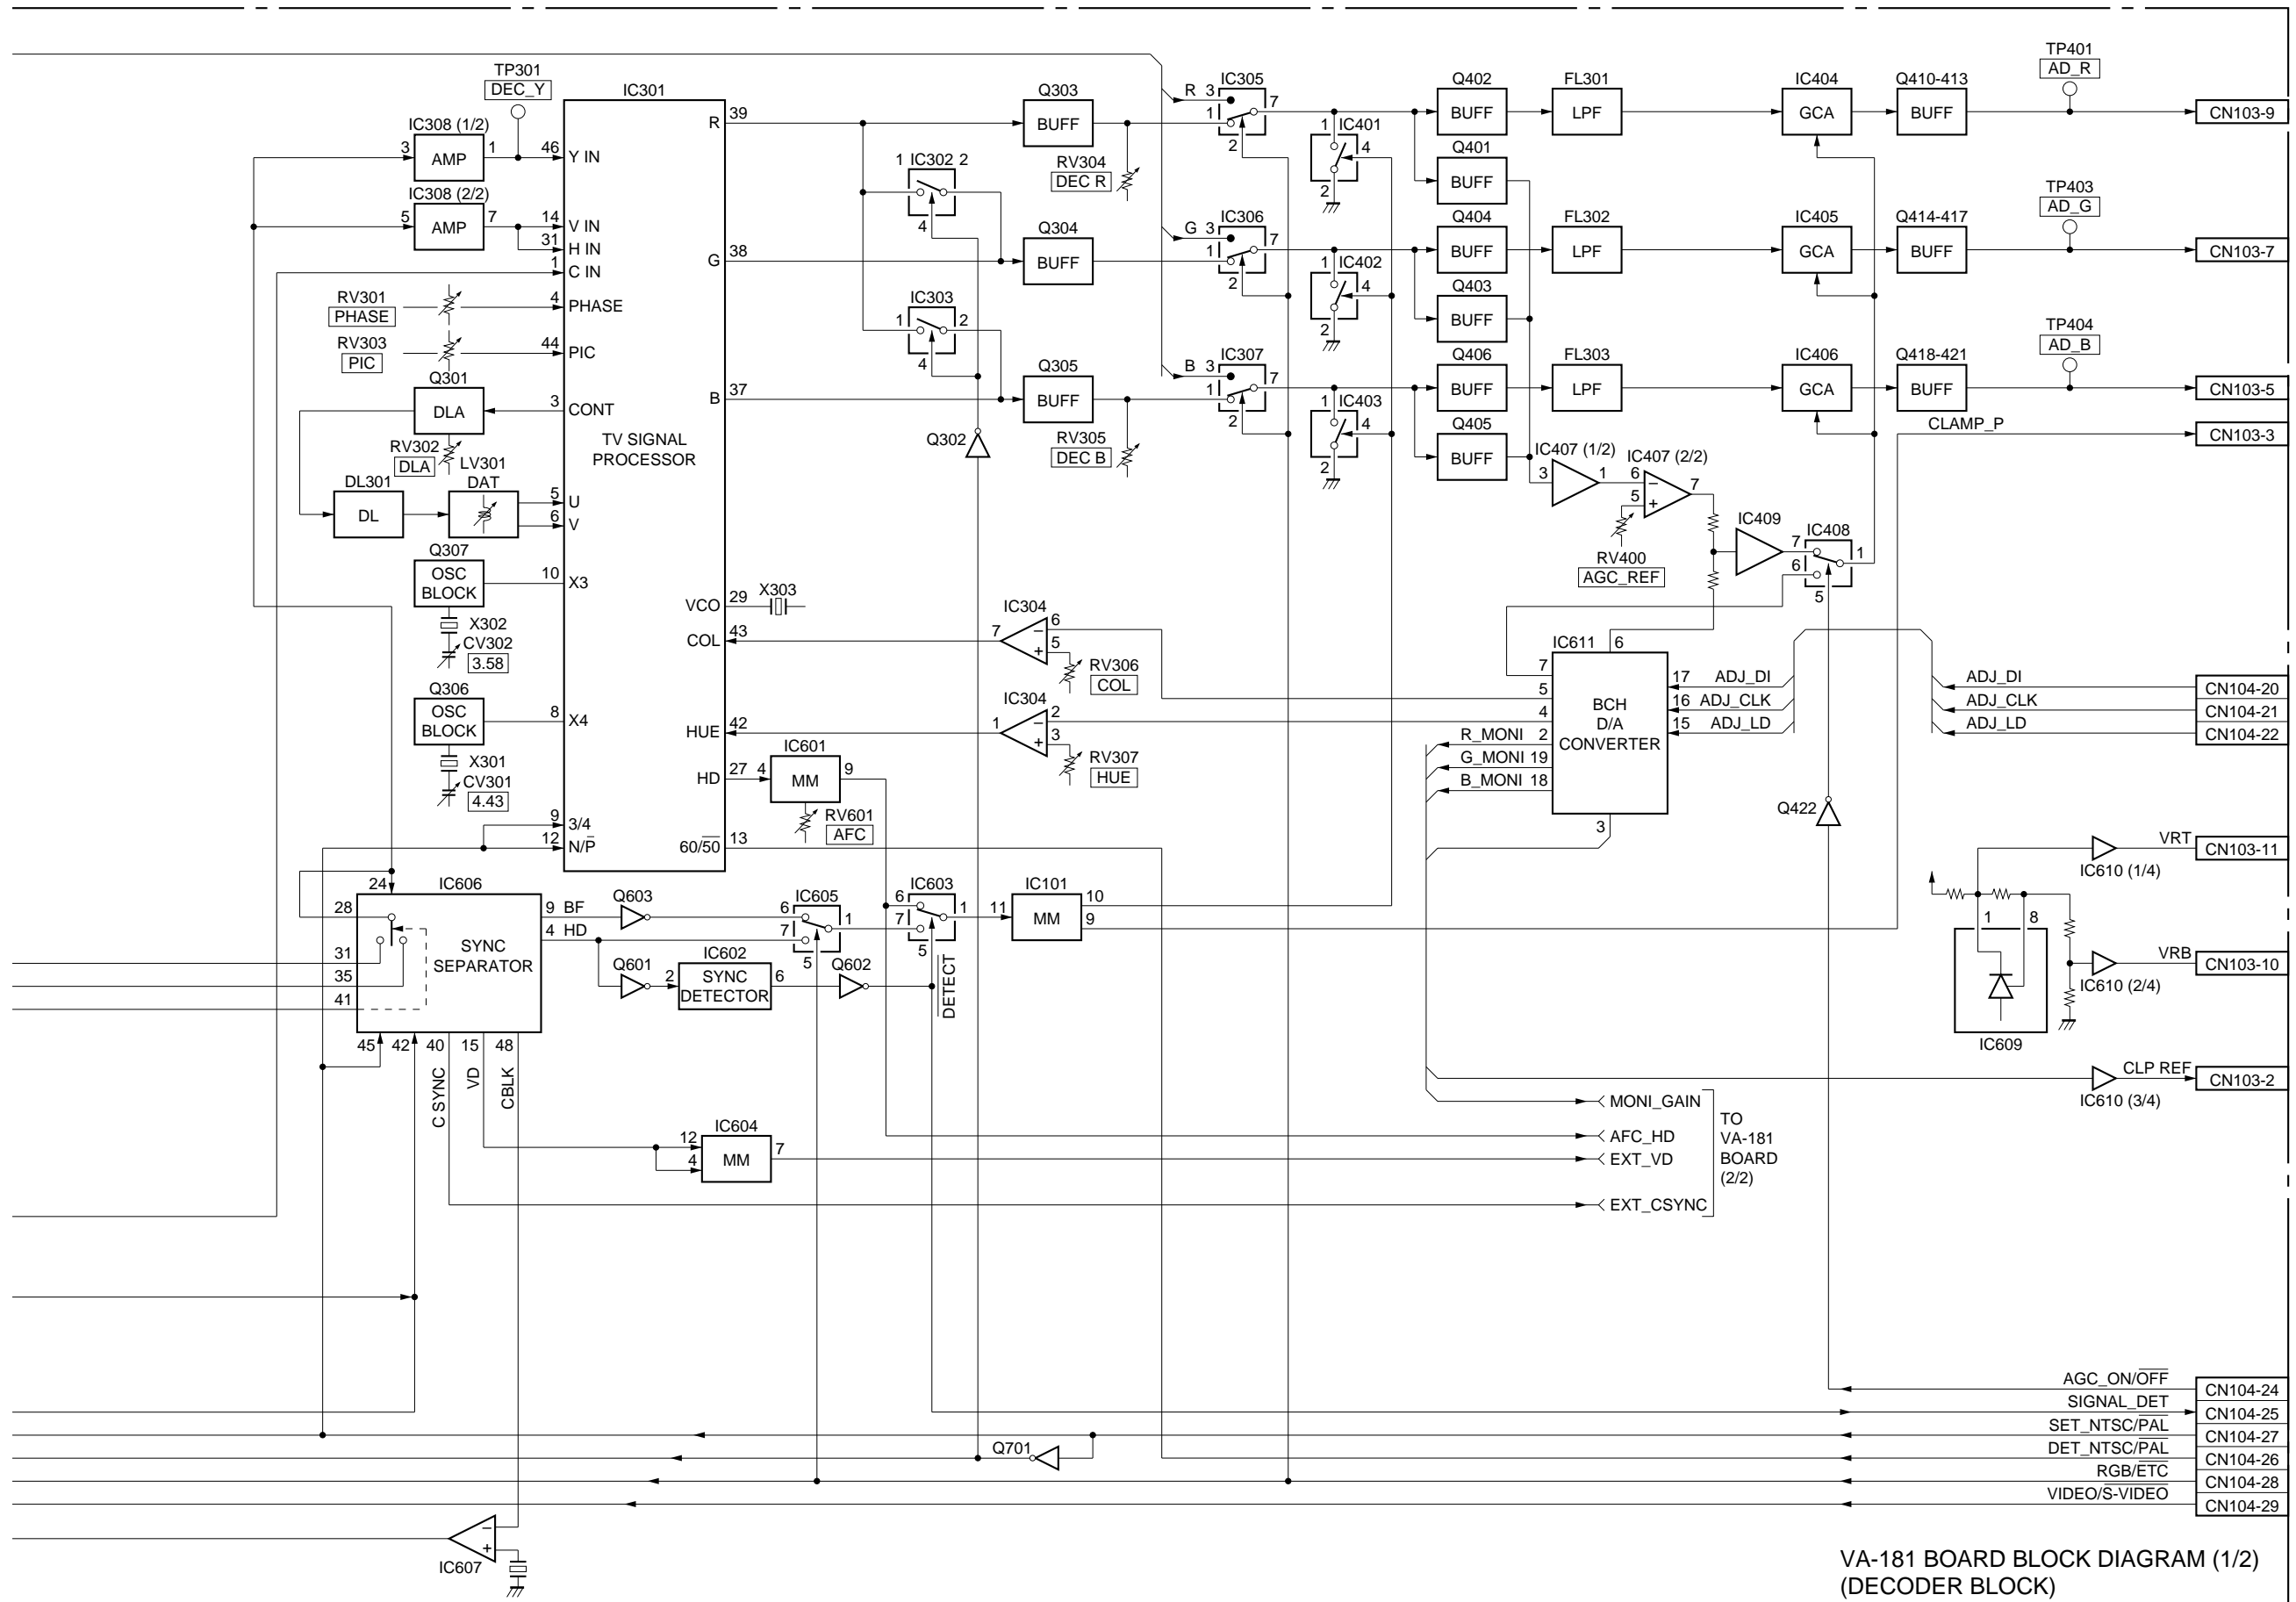 TP301
DEC_Y
IC301
IC308 (1/2)
3 AMP 1
46 Y IN
IC308 (2/2)
5 AMP 7
14 V IN
31 H IN
1 C IN
RV301
PHASE
4 PHASE
RV303
PIC
44 PIC
Q301
DLA
3 CONT
RV302
DLA
LV301
DAT
DL301
DL
5 U
6 V
TV SIGNAL
PROCESSOR
Q307
OSC
BLOCK
10 X3
X302
CV302
3.58
Q306
OSC
BLOCK
8 X4
X301
CV301
4.43
9 3/4
12 N/P̅
R 39
G 38
B 37
VCO 29
X303
COL 43
HUE 42
HD 27
60/5̅0̅ 13
IC601
4 MM 9
RV601
AFC
Q303
BUFF
RV304
DEC R
1 IC302 2
4
Q304
BUFF
IC303
1 2
4
Q305
BUFF
RV305
DEC B
Q302
IC304
7 6
5
RV306
COL
IC304
1 2
3
RV307
HUE
R 3 IC305
1 7
2
G 3 IC306
1 7
2
B 3 IC307
1 7
2
1 IC401
4
2
1 IC402
4
2
1 IC403
4
2
Q402
BUFF
Q401
BUFF
Q404
BUFF
Q403
BUFF
Q406
BUFF
Q405
BUFF
FL301
LPF
FL302
LPF
FL303
LPF
IC404
GCA
IC405
GCA
IC406
GCA
Q410-413
BUFF
Q414-417
BUFF
Q418-421
BUFF
TP401
AD_R
TP403
AD_G
TP404
AD_B
CN103-9
CN103-7
CN103-5
CLAMP_P
CN103-3
IC407 (1/2)
3 1
IC407 (2/2)
6 7
5
RV400
AGC_REF
IC409
IC408
7 1
6
5
IC611
6
7
5
4
2
19
18
3
BCH
D/A
CONVERTER
17 ADJ_DI
16 ADJ_CLK
15 ADJ_LD
R_MONI
G_MONI
B_MONI
ADJ_DI
ADJ_CLK
ADJ_LD
CN104-20
CN104-21
CN104-22
Q422
VRT
CN103-11
IC610 (1/4)
1 8
VRB
CN103-10
IC610 (2/4)
IC609
CLP REF
CN103-2
IC610 (3/4)
24 IC606
28
31
35
41
SYNC
SEPARATOR
9 BF
4 HD
45 42 40 15 48
C SYNC
VD
CBLK
Q603
Q601
IC602
2 SYNC
DETECTOR 6
Q602
IC605
6 1
7
5
IC603
6 1
7
5
D̅E̅T̅E̅C̅T̅
IC101
11 MM 10
9
IC604
12 MM 7
4
MONI_GAIN
AFC_HD
EXT_VD
EXT_CSYNC
TO
VA-181
BOARD
(2/2)
AGC_ON/O̅F̅F̅
CN104-24
SIGNAL_DET
CN104-25
SET_NTSC/P̅A̅L̅
CN104-27
DET_NTSC/P̅A̅L̅
CN104-26
RGB/E̅T̅C̅
CN104-28
VIDEO/S̅-̅V̅I̅D̅E̅O̅
CN104-29
Q701
IC607
VA-181 BOARD BLOCK DIAGRAM (1/2)
(DECODER BLOCK)